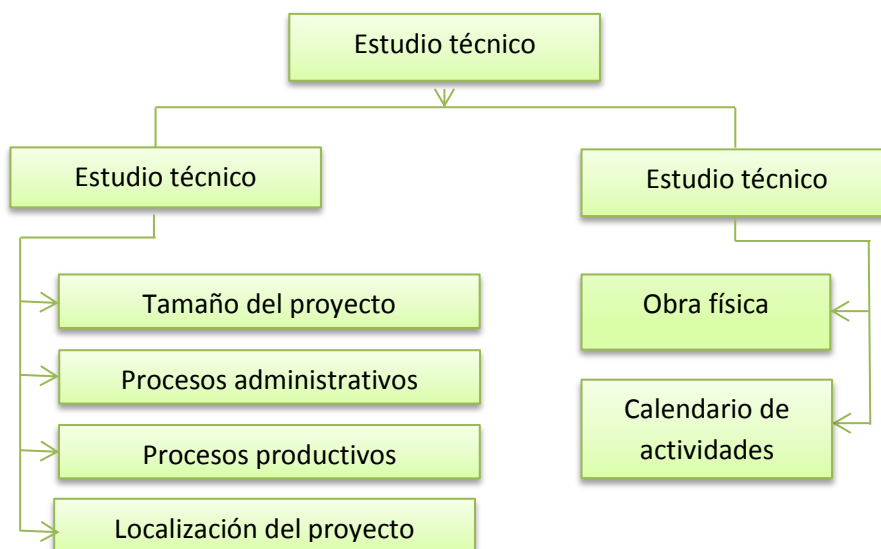 Estudio técnico
Estudio técnico
Estudio técnico
Tamaño del proyecto
Procesos administrativos
Procesos productivos
Localización del proyecto
Obra física
Calendario de
actividades